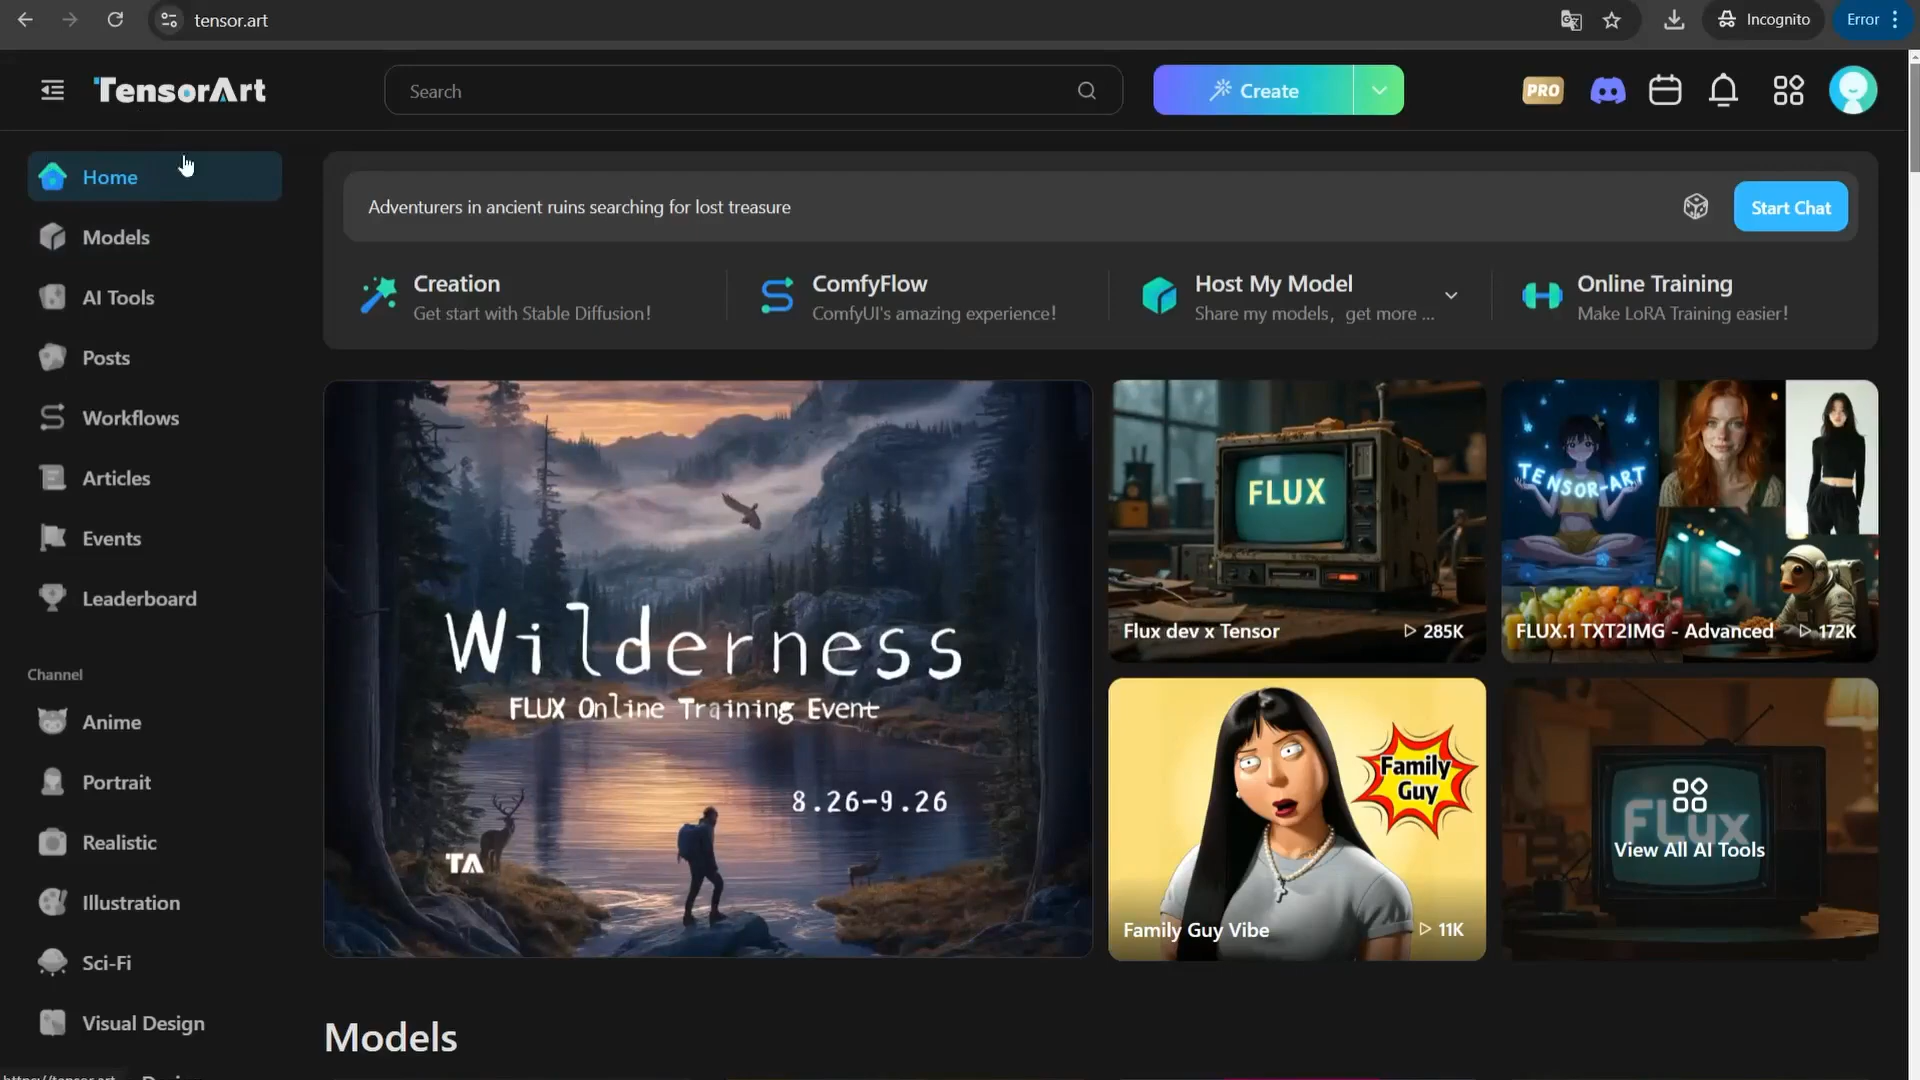 tensor.art
Incognito
Error
TensorArt
Search
Create
PRO
Home
Models
AI Tools
Posts
Workflows
Articles
Events
Leaderboard
Channel
Anime
Portrait
Realistic
Illustration
Sci-Fi
Visual Design
Adventurers in ancient ruins searching for lost treasure
Start Chat
Creation
Get start with Stable Diffusion!
ComfyFlow
ComfyUI's amazing experience!
Host My Model
Share my models, get more ...
Online Training
Make LoRA Training easier!
Wilderness
FLUX Online Training Event
8.26-9.26
TA
FLUX
Flux dev x Tensor
285K
TENSOR-ART
FLUX.1 TXT2IMG - Advanced
172K
Family
Guy
Family Guy Vibe
11K
FLUX
View All AI Tools
Models